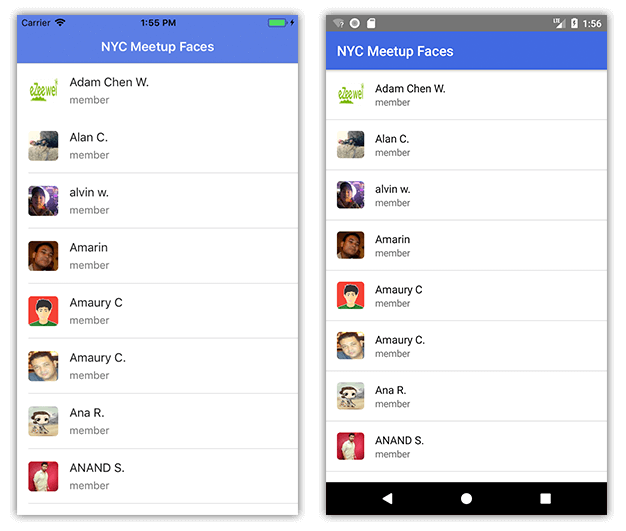 Carrier 1:55 PM
NYC Meetup Faces
ezeewel
Adam Chen W.
member
Alan C.
member
alvin w.
member
Amarin
member
Amaury C
member
Amaury C.
member
Ana R.
member
ANAND S.
member
LTE 1:56
NYC Meetup Faces
ezeewel
Adam Chen W.
member
Alan C.
member
alvin w.
member
Amarin
member
Amaury C
member
Amaury C.
member
Ana R.
member
ANAND S.
member